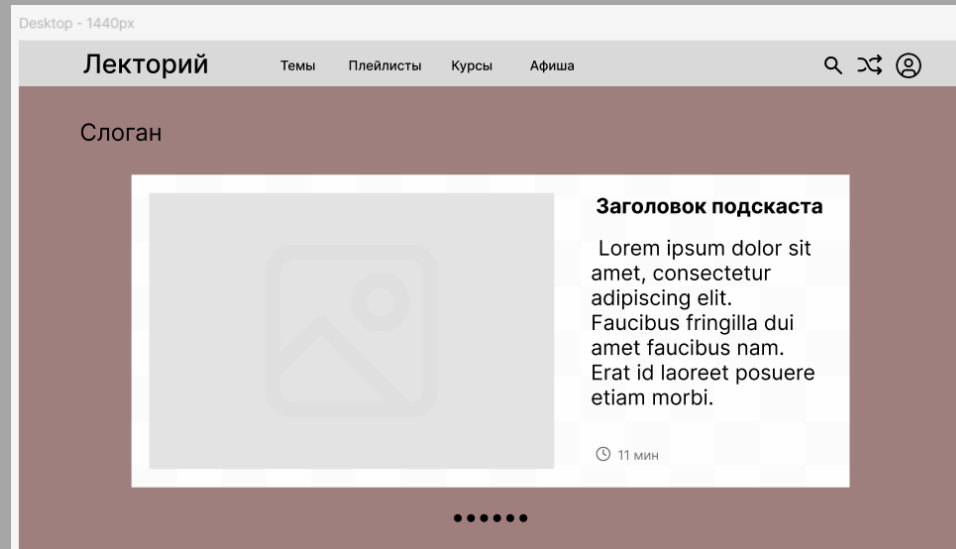 Desktop - 1440px
Лекторий
Темы
Плейлисты
Курсы
Афиша
Слоган
Заголовок подскаста
Lorem ipsum dolor sit
amet, consectetur
adipiscing elit.
Faucibus fringilla dui
amet faucibus nam.
Erat id laoreet posuere
etiam morbi.
11 мин